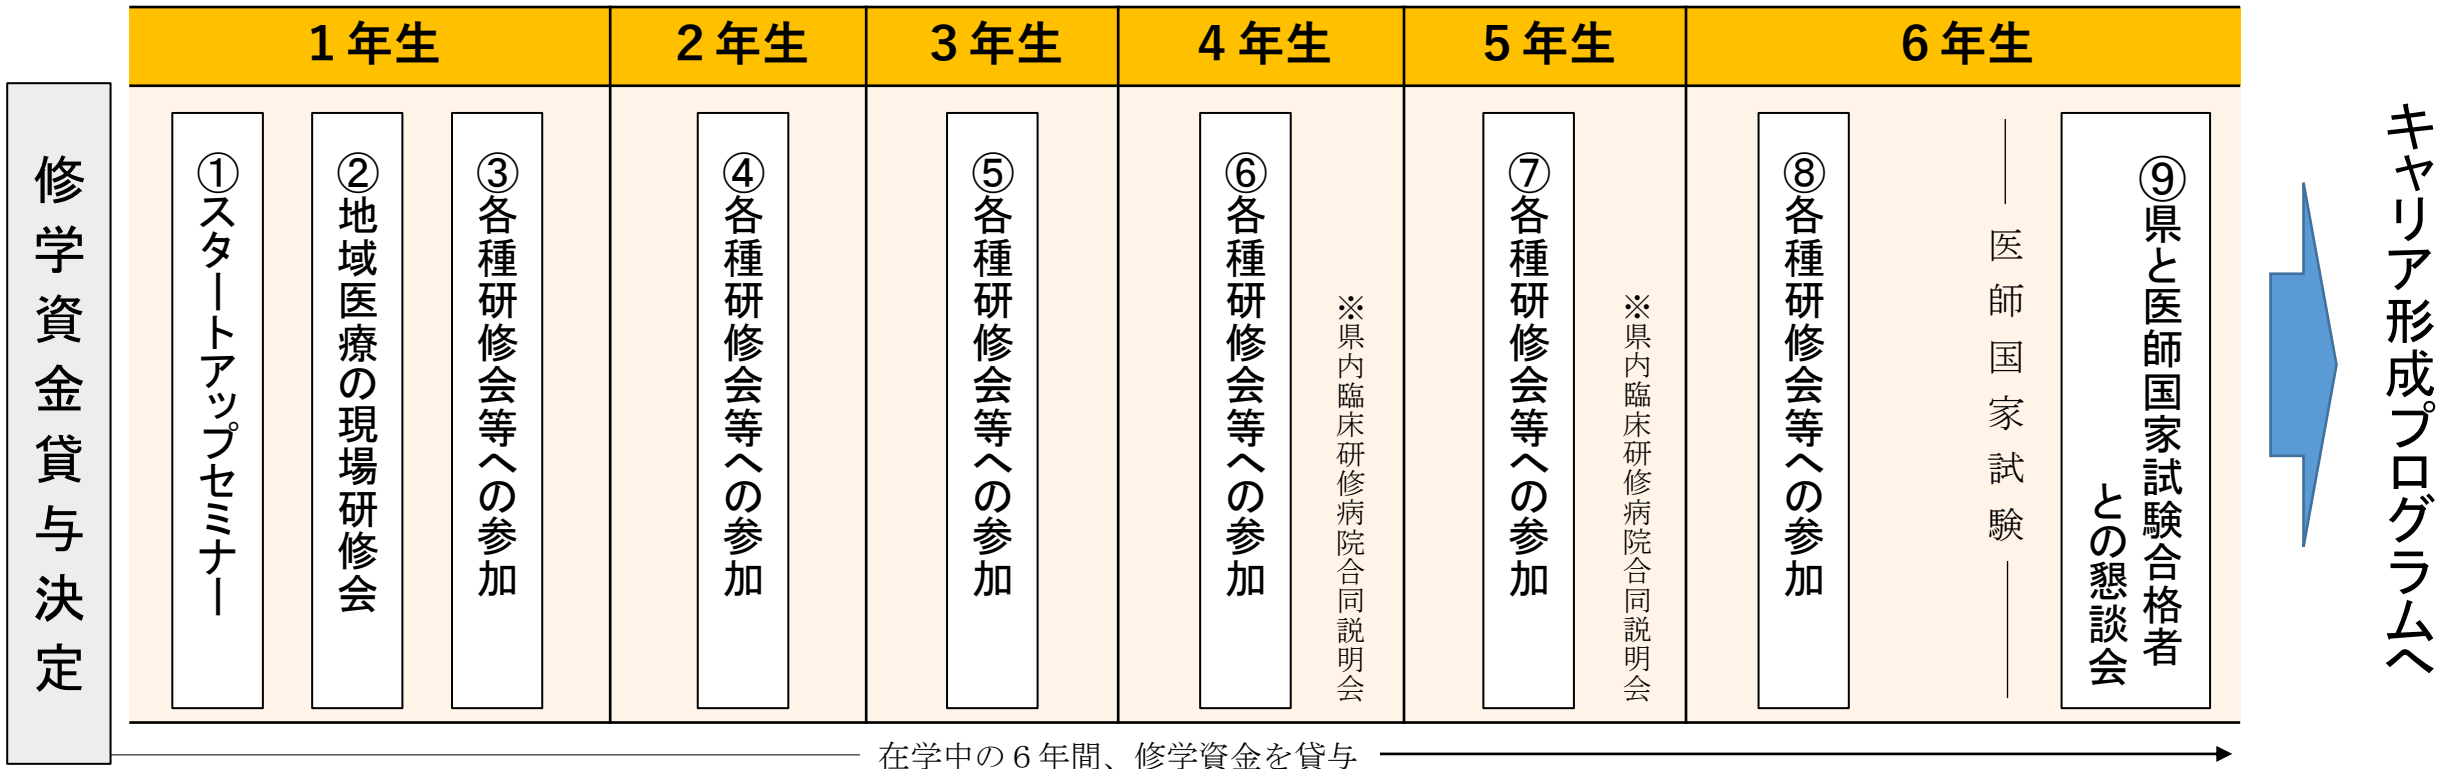 修学資金貸与決定
1年生
①スタートアップセミナー
②地域医療の現場研修会
③各種研修会等への参加
2年生
④各種研修会等への参加
3年生
⑤各種研修会等への参加
4年生
⑥各種研修会等への参加
※県内臨床研修病院合同説明会
5年生
⑦各種研修会等への参加
※県内臨床研修病院合同説明会
6年生
⑧各種研修会等への参加
医師国家試験
⑨県と医師国家試験合格者
との懇談会
在学中の６年間、修学資金を貸与
キャリア形成プログラムへ